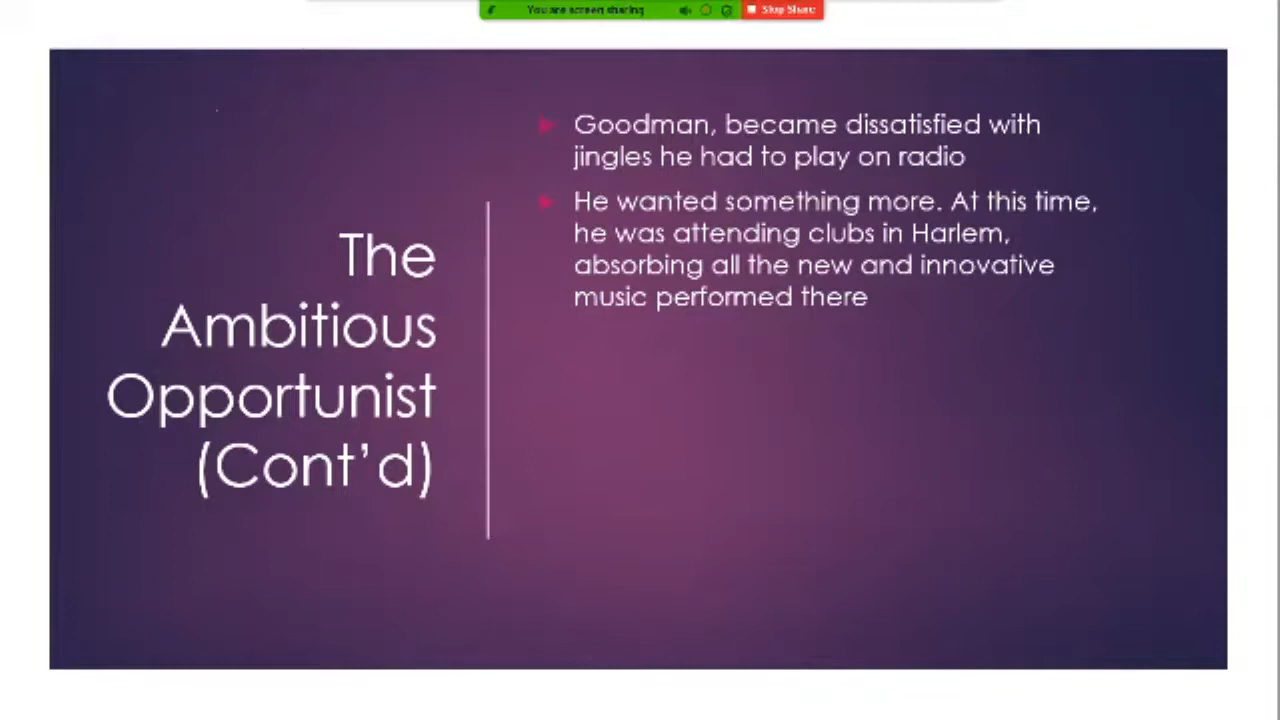 You are screen sharing
Stop Share
The
Ambitious
Opportunist
(Cont'd)
Goodman, became dissatisfied with
jingles he had to play on radio
He wanted something more. At this time,
he was attending clubs in Harlem,
absorbing all the new and innovative
music performed there